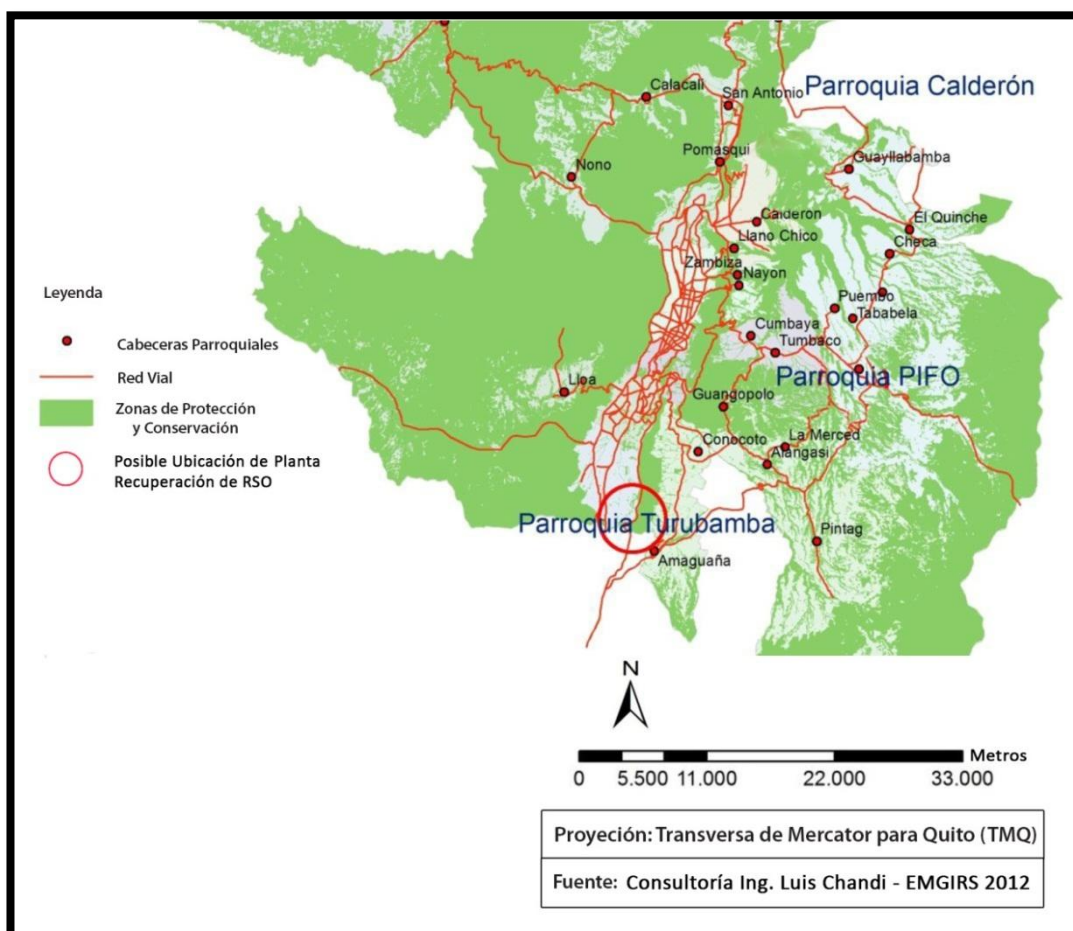 Parroquia Calderón
Calacali
San Antonio
Pomasqui
Nono
Guayllabamba
Calderon
El Quinche
Llano Chico
Checa
Zambiza
Nayon
Leyenda
Puembo
Tababela
Cumbaya
Tumbaco
Cabeceras Parroquiales
Red Vial
Lloa
Parroquia PIFO
Guangopolo
Zonas de Protección
y Conservación
Conocoto
La Merced
Alangasi
Posible Ubicación de Planta
Recuperación de RSO
Parroquia Turubamba
Pintag
Amaguaña
N
Metros
0 5.500 11.000 22.000 33.000
Proyeción: Transversa de Mercator para Quito (TMQ)
Fuente: Consultoría Ing. Luis Chandi - EMGIRS 2012